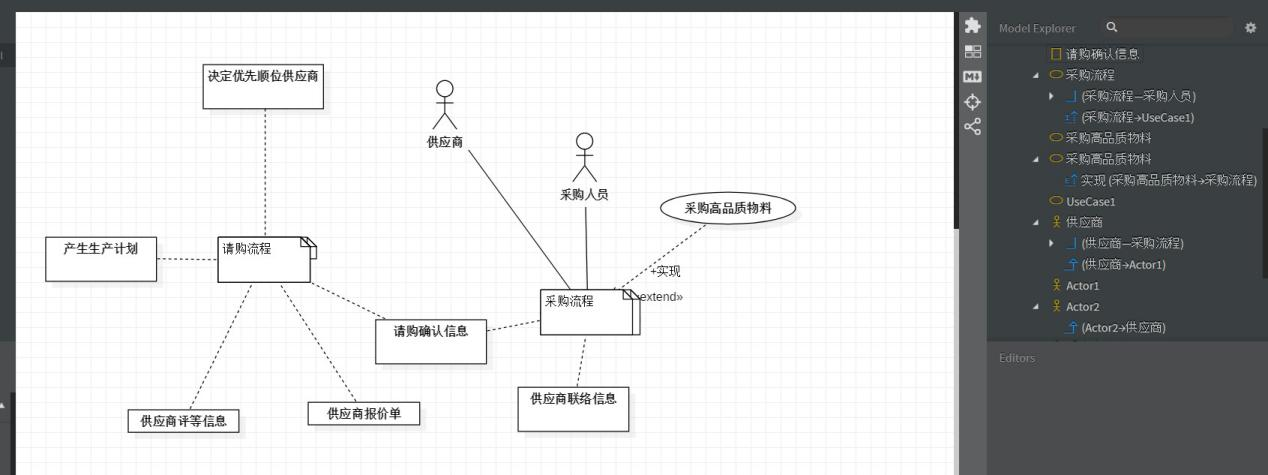 决定优先顺位供应商
供应商
采购人员
采购高品质物料
产生生产计划
请购流程
+实现
采购流程
extend»
请购确认信息
供应商联络信息
供应商评等信息
供应商报价单
Model Explorer
请购确认信息
采购流程
(采购流程—采购人员)
(采购流程→UseCase1)
采购高品质物料
采购高品质物料
实现 (采购高品质物料→采购流程)
UseCase1
供应商
(供应商—采购流程)
(供应商→Actor1)
Actor1
Actor2
(Actor2→供应商)
Editors